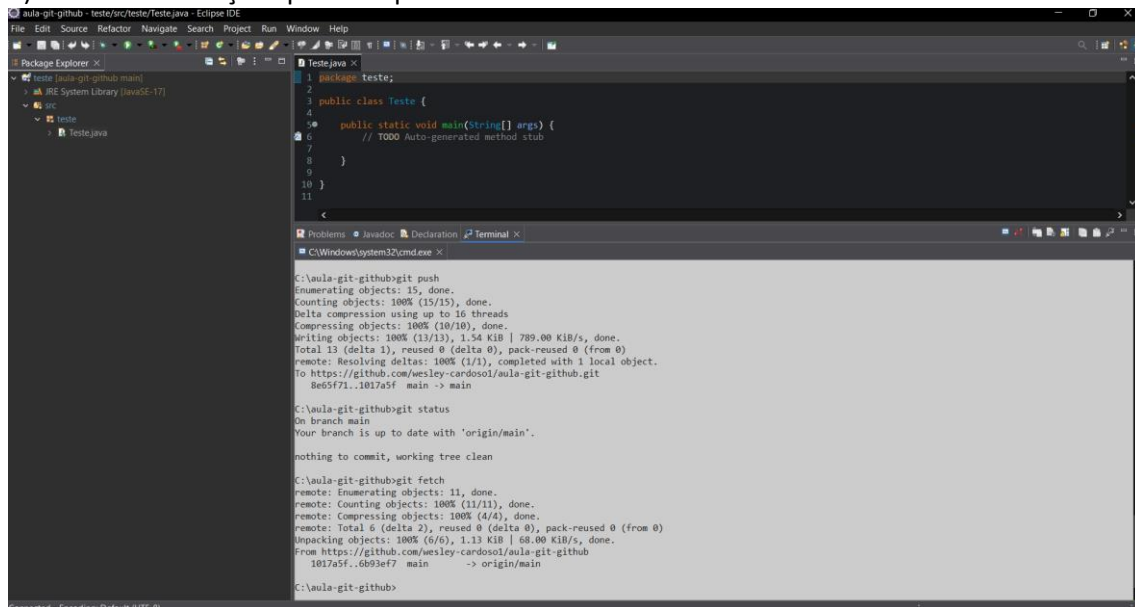 aula-git-github - teste/src/teste/Teste.java - Eclipse IDE
File Edit Source Refactor Navigate Search Project Run Window Help
Package Explorer
teste [aula-git-github main]
JRE System Library [JavaSE-17]
src
teste
Teste.java
Teste.java
1 package teste;
2
3 public class Teste {
4
5 public static void main(String[] args) {
6 // TODO Auto-generated method stub
7
8 }
9
10 }
11
Problems Javadoc Declaration Terminal
C:\Windows\system32\cmd.exe
C:\aula-git-github>git push
Enumerating objects: 15, done.
Counting objects: 100% (15/15), done.
Delta compression using up to 16 threads
Compressing objects: 100% (10/10), done.
Writing objects: 100% (13/13), 1.54 KiB | 789.00 KiB/s, done.
Total 13 (delta 1), reused 0 (delta 0), pack-reused 0 (from 0)
remote: Resolving deltas: 100% (1/1), completed with 1 local object.
To https://github.com/wesley-cardoso1/aula-git-github.git
8e65f71..1017a5f main -> main
C:\aula-git-github>git status
On branch main
Your branch is up to date with 'origin/main'.
nothing to commit, working tree clean
C:\aula-git-github>git fetch
remote: Enumerating objects: 11, done.
remote: Counting objects: 100% (11/11), done.
remote: Compressing objects: 100% (4/4), done.
remote: Total 6 (delta 2), reused 0 (delta 0), pack-reused 0 (from 0)
Unpacking objects: 100% (6/6), 1.13 KiB | 68.00 KiB/s, done.
From https://github.com/wesley-cardoso1/aula-git-github
1017a5f..6b93ef7 main -> origin/main
C:\aula-git-github>